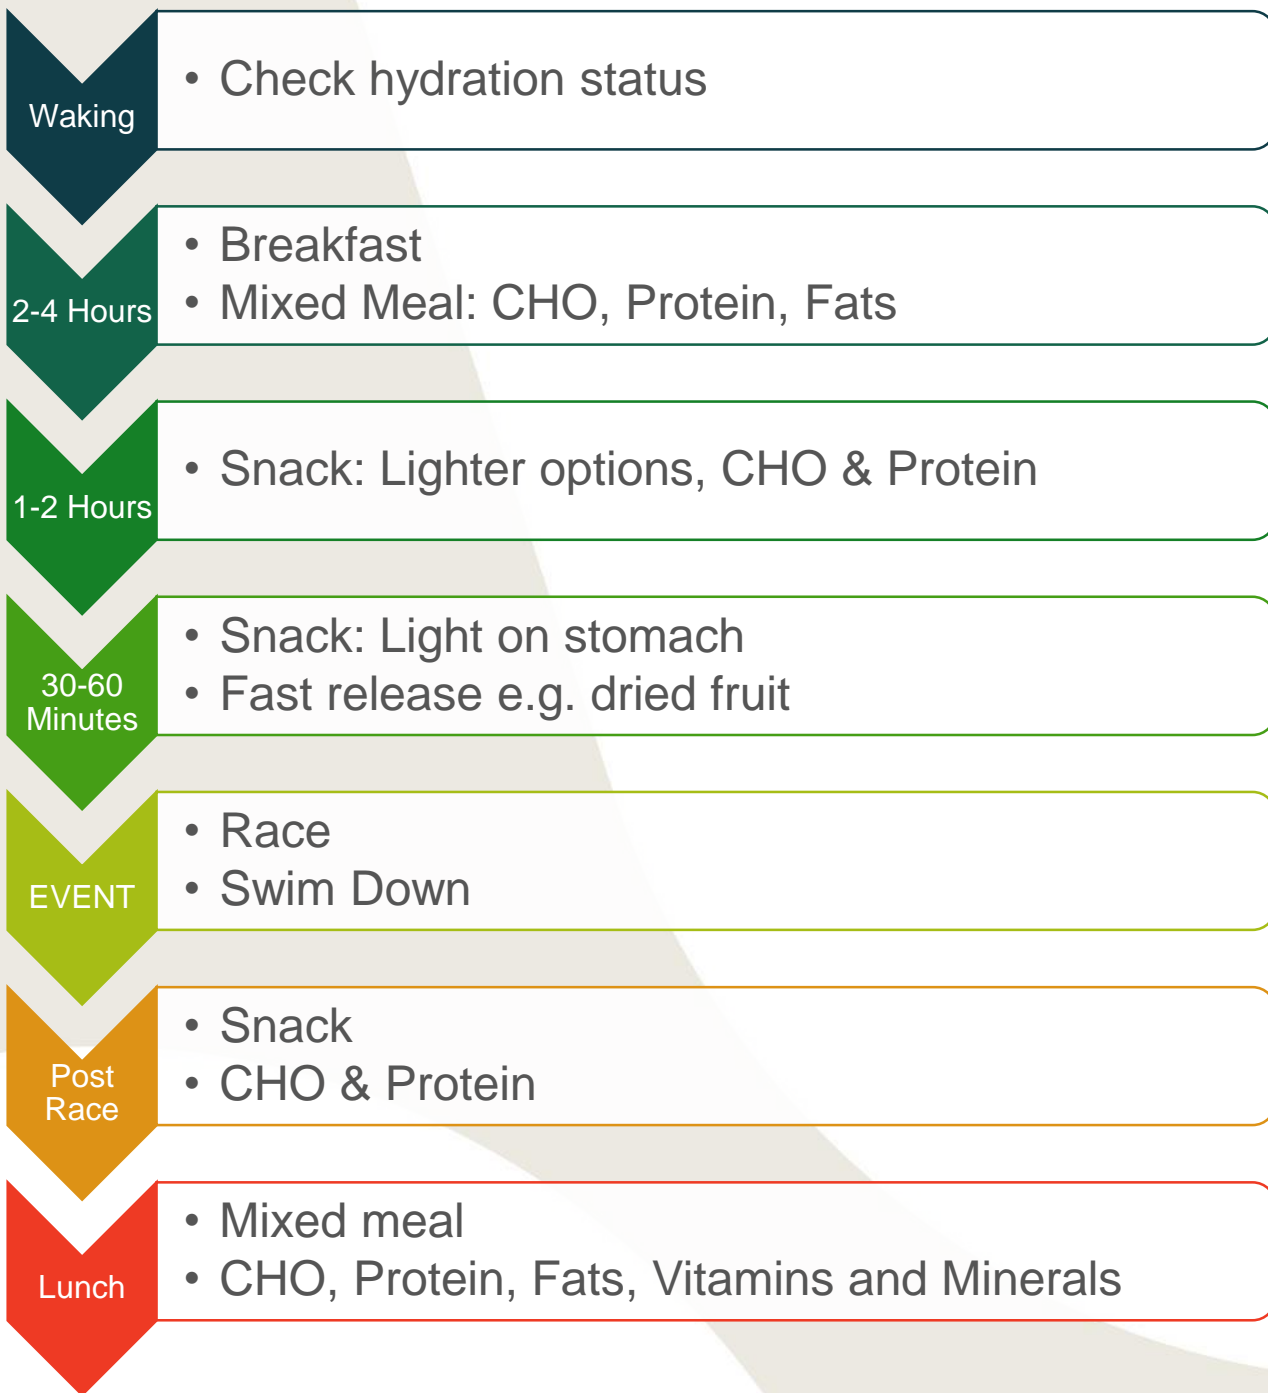 Waking
• Check hydration status
2-4 Hours
• Breakfast
• Mixed Meal: CHO, Protein, Fats
1-2 Hours
• Snack: Lighter options, CHO & Protein
30-60
Minutes
• Snack: Light on stomach
• Fast release e.g. dried fruit
EVENT
• Race
• Swim Down
Post
Race
• Snack
• CHO & Protein
Lunch
• Mixed meal
• CHO, Protein, Fats, Vitamins and Minerals